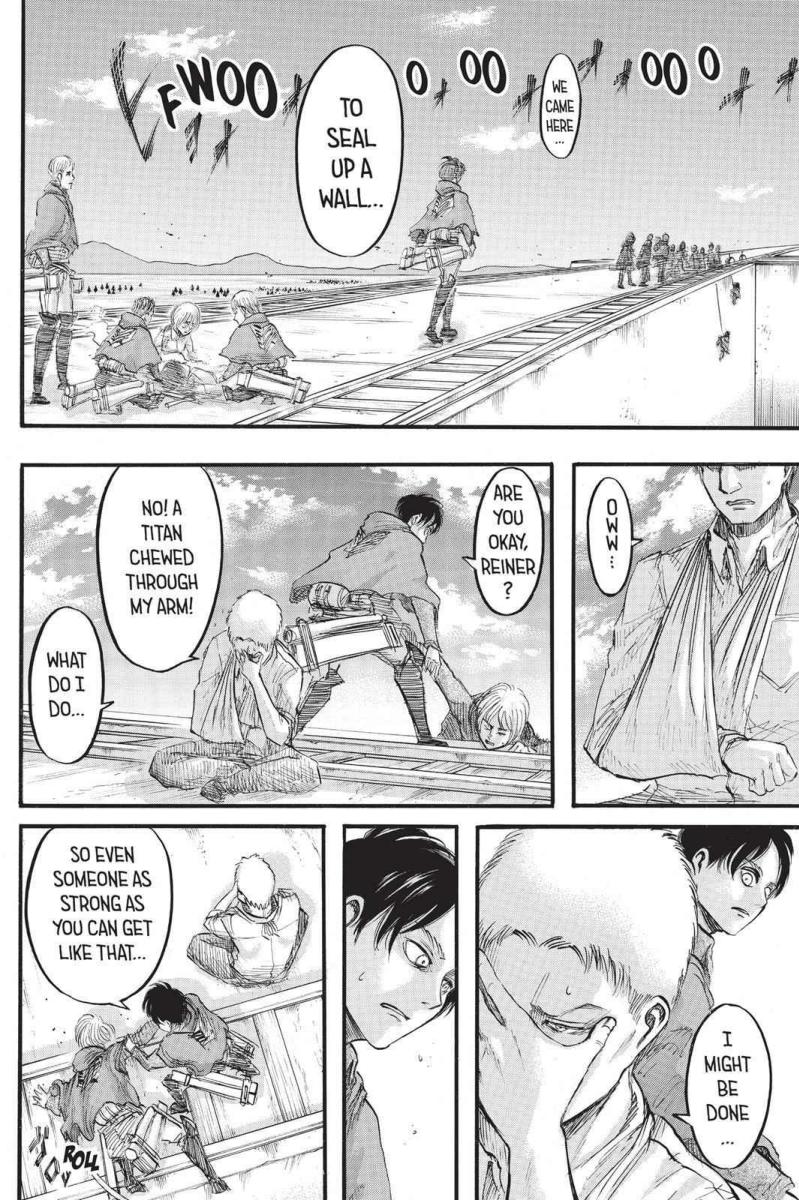 FWOO O OO OO O
WE
CAME
HERE
...
TO
SEAL
UP A
WALL...
OWW...
ARE
YOU
OKAY,
REINER
?
NO! A
TITAN
CHEWED
THROUGH
MY ARM!
WHAT
DO I
DO...
I
MIGHT
BE
DONE
...
SO EVEN
SOMEONE AS
STRONG AS
YOU CAN GET
LIKE THAT...
ROLL